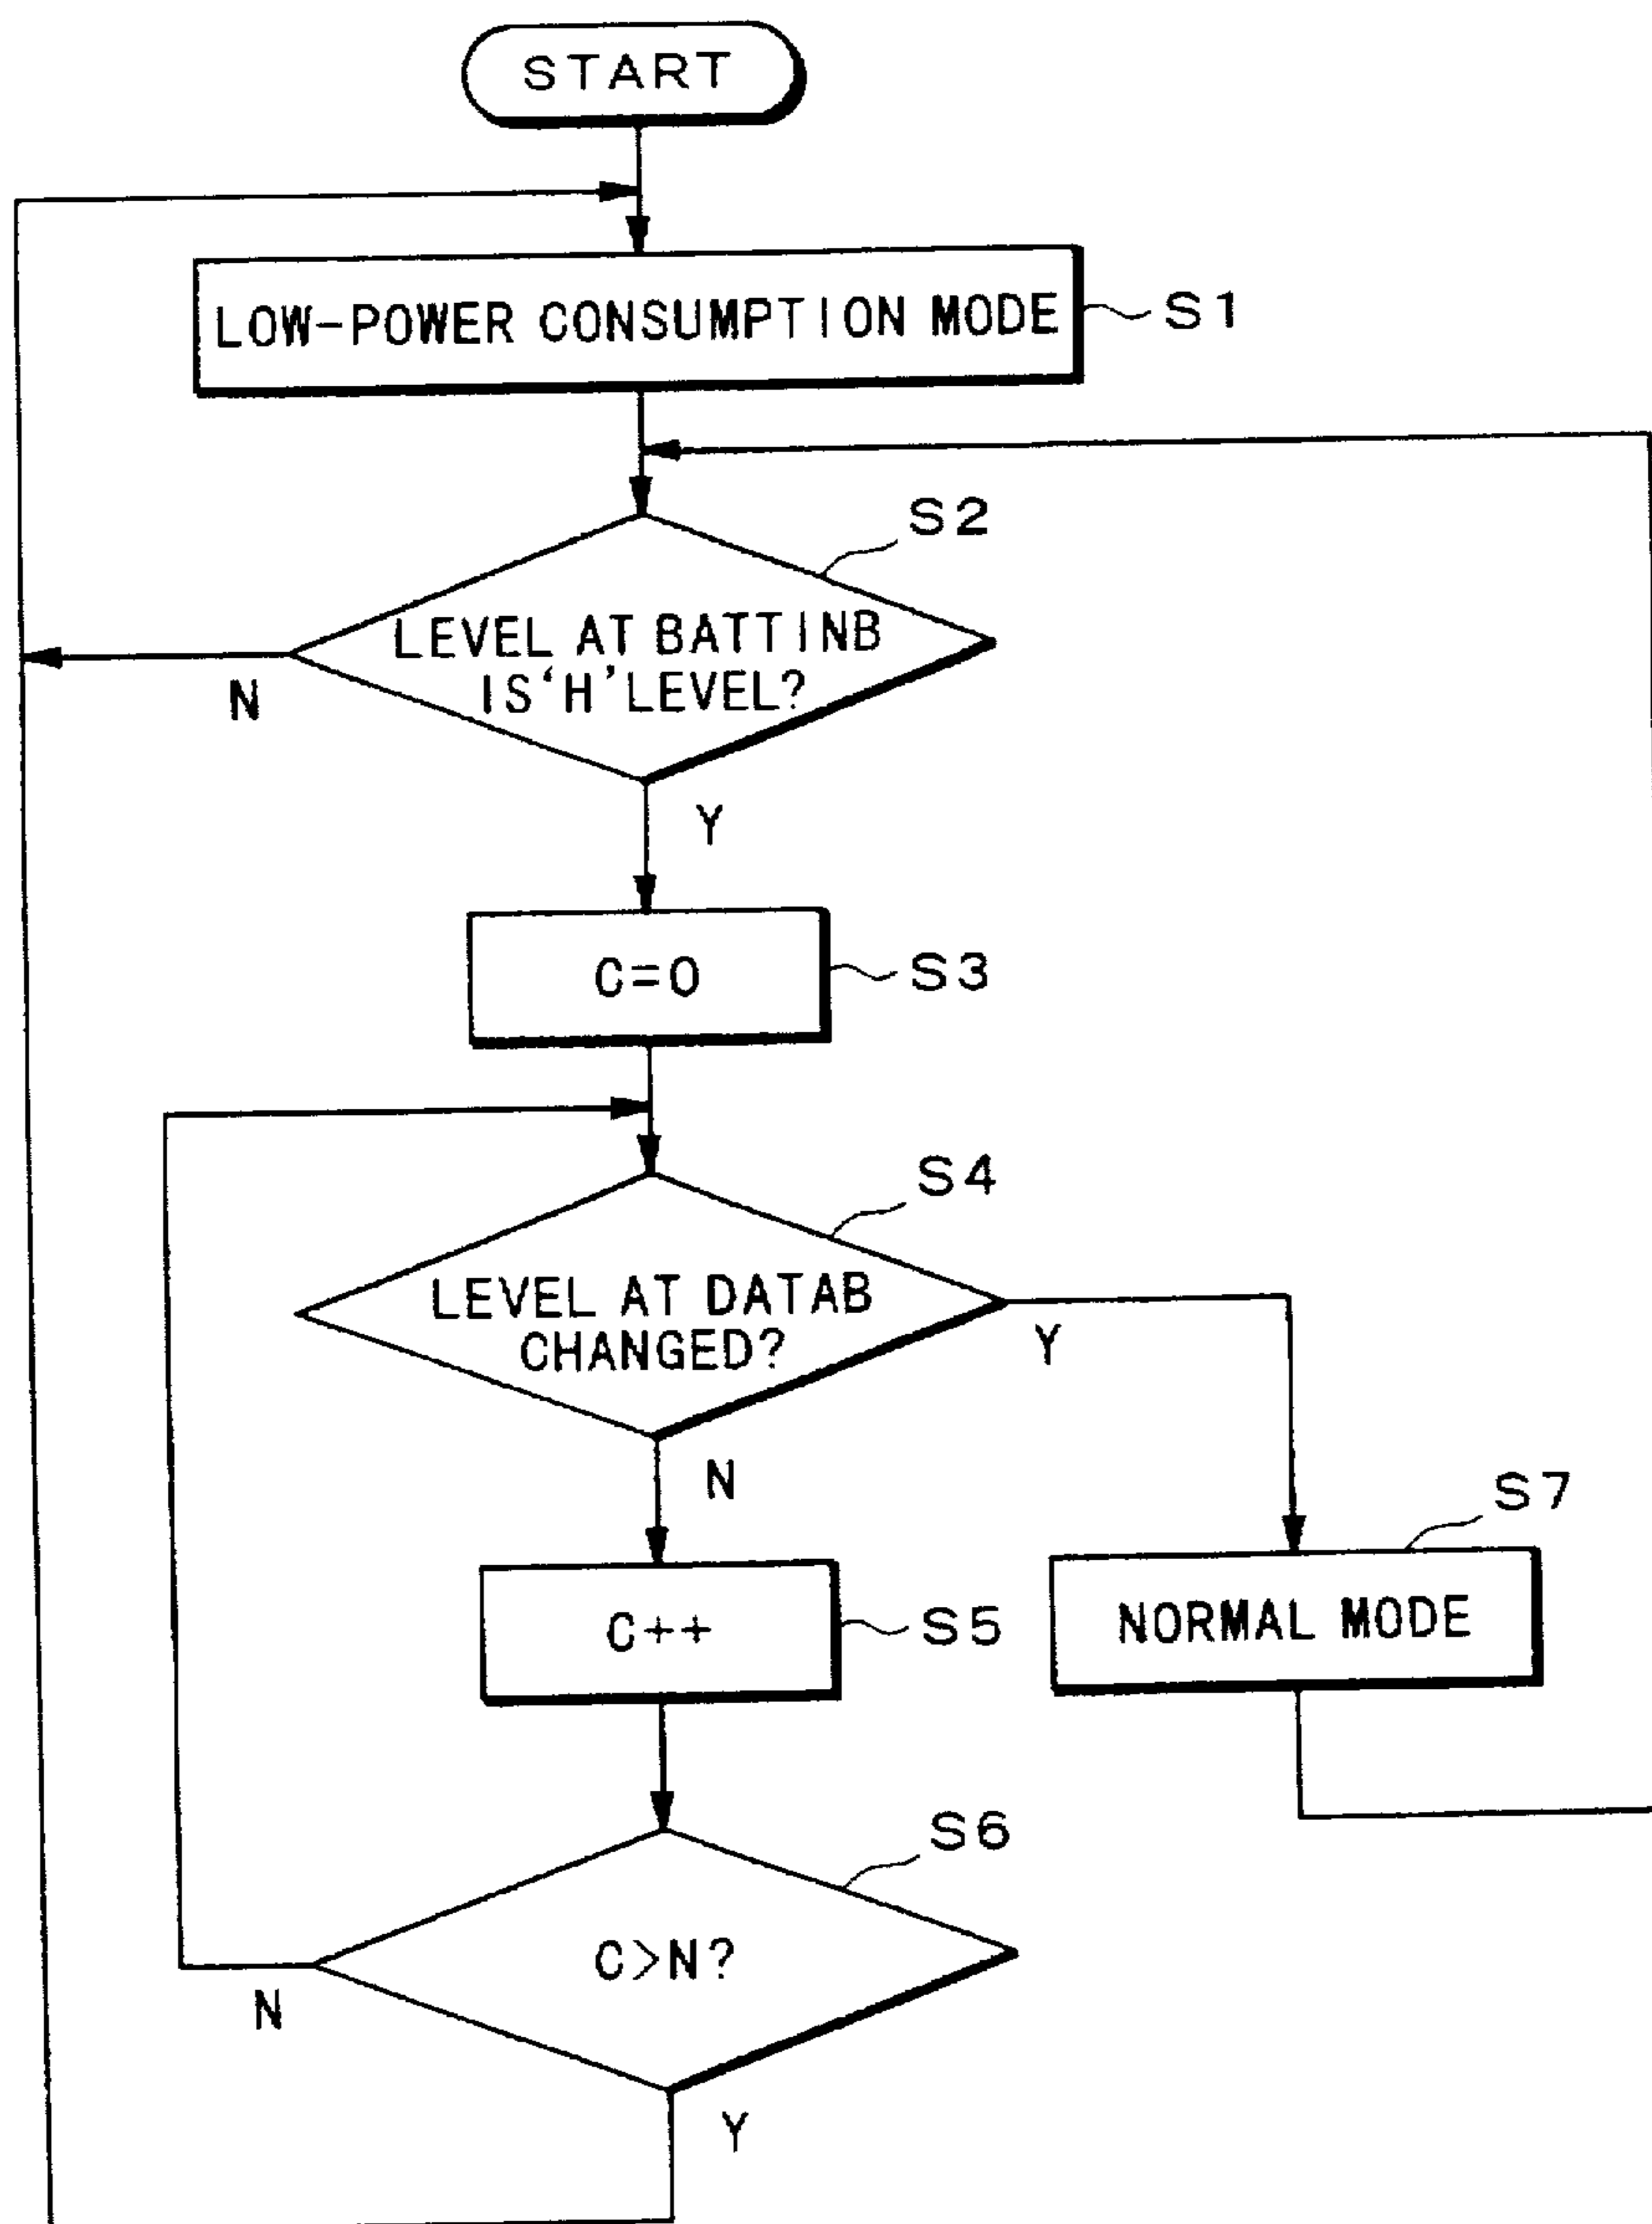 START
LOW-POWER CONSUMPTION MODE
S1
S2
LEVEL AT BATTINB
IS'H'LEVEL?
N
Y
C=0
S3
S4
LEVEL AT DATAB
CHANGED?
Y
N
S7
C++
S5
NORMAL MODE
S6
C>N?
N
Y